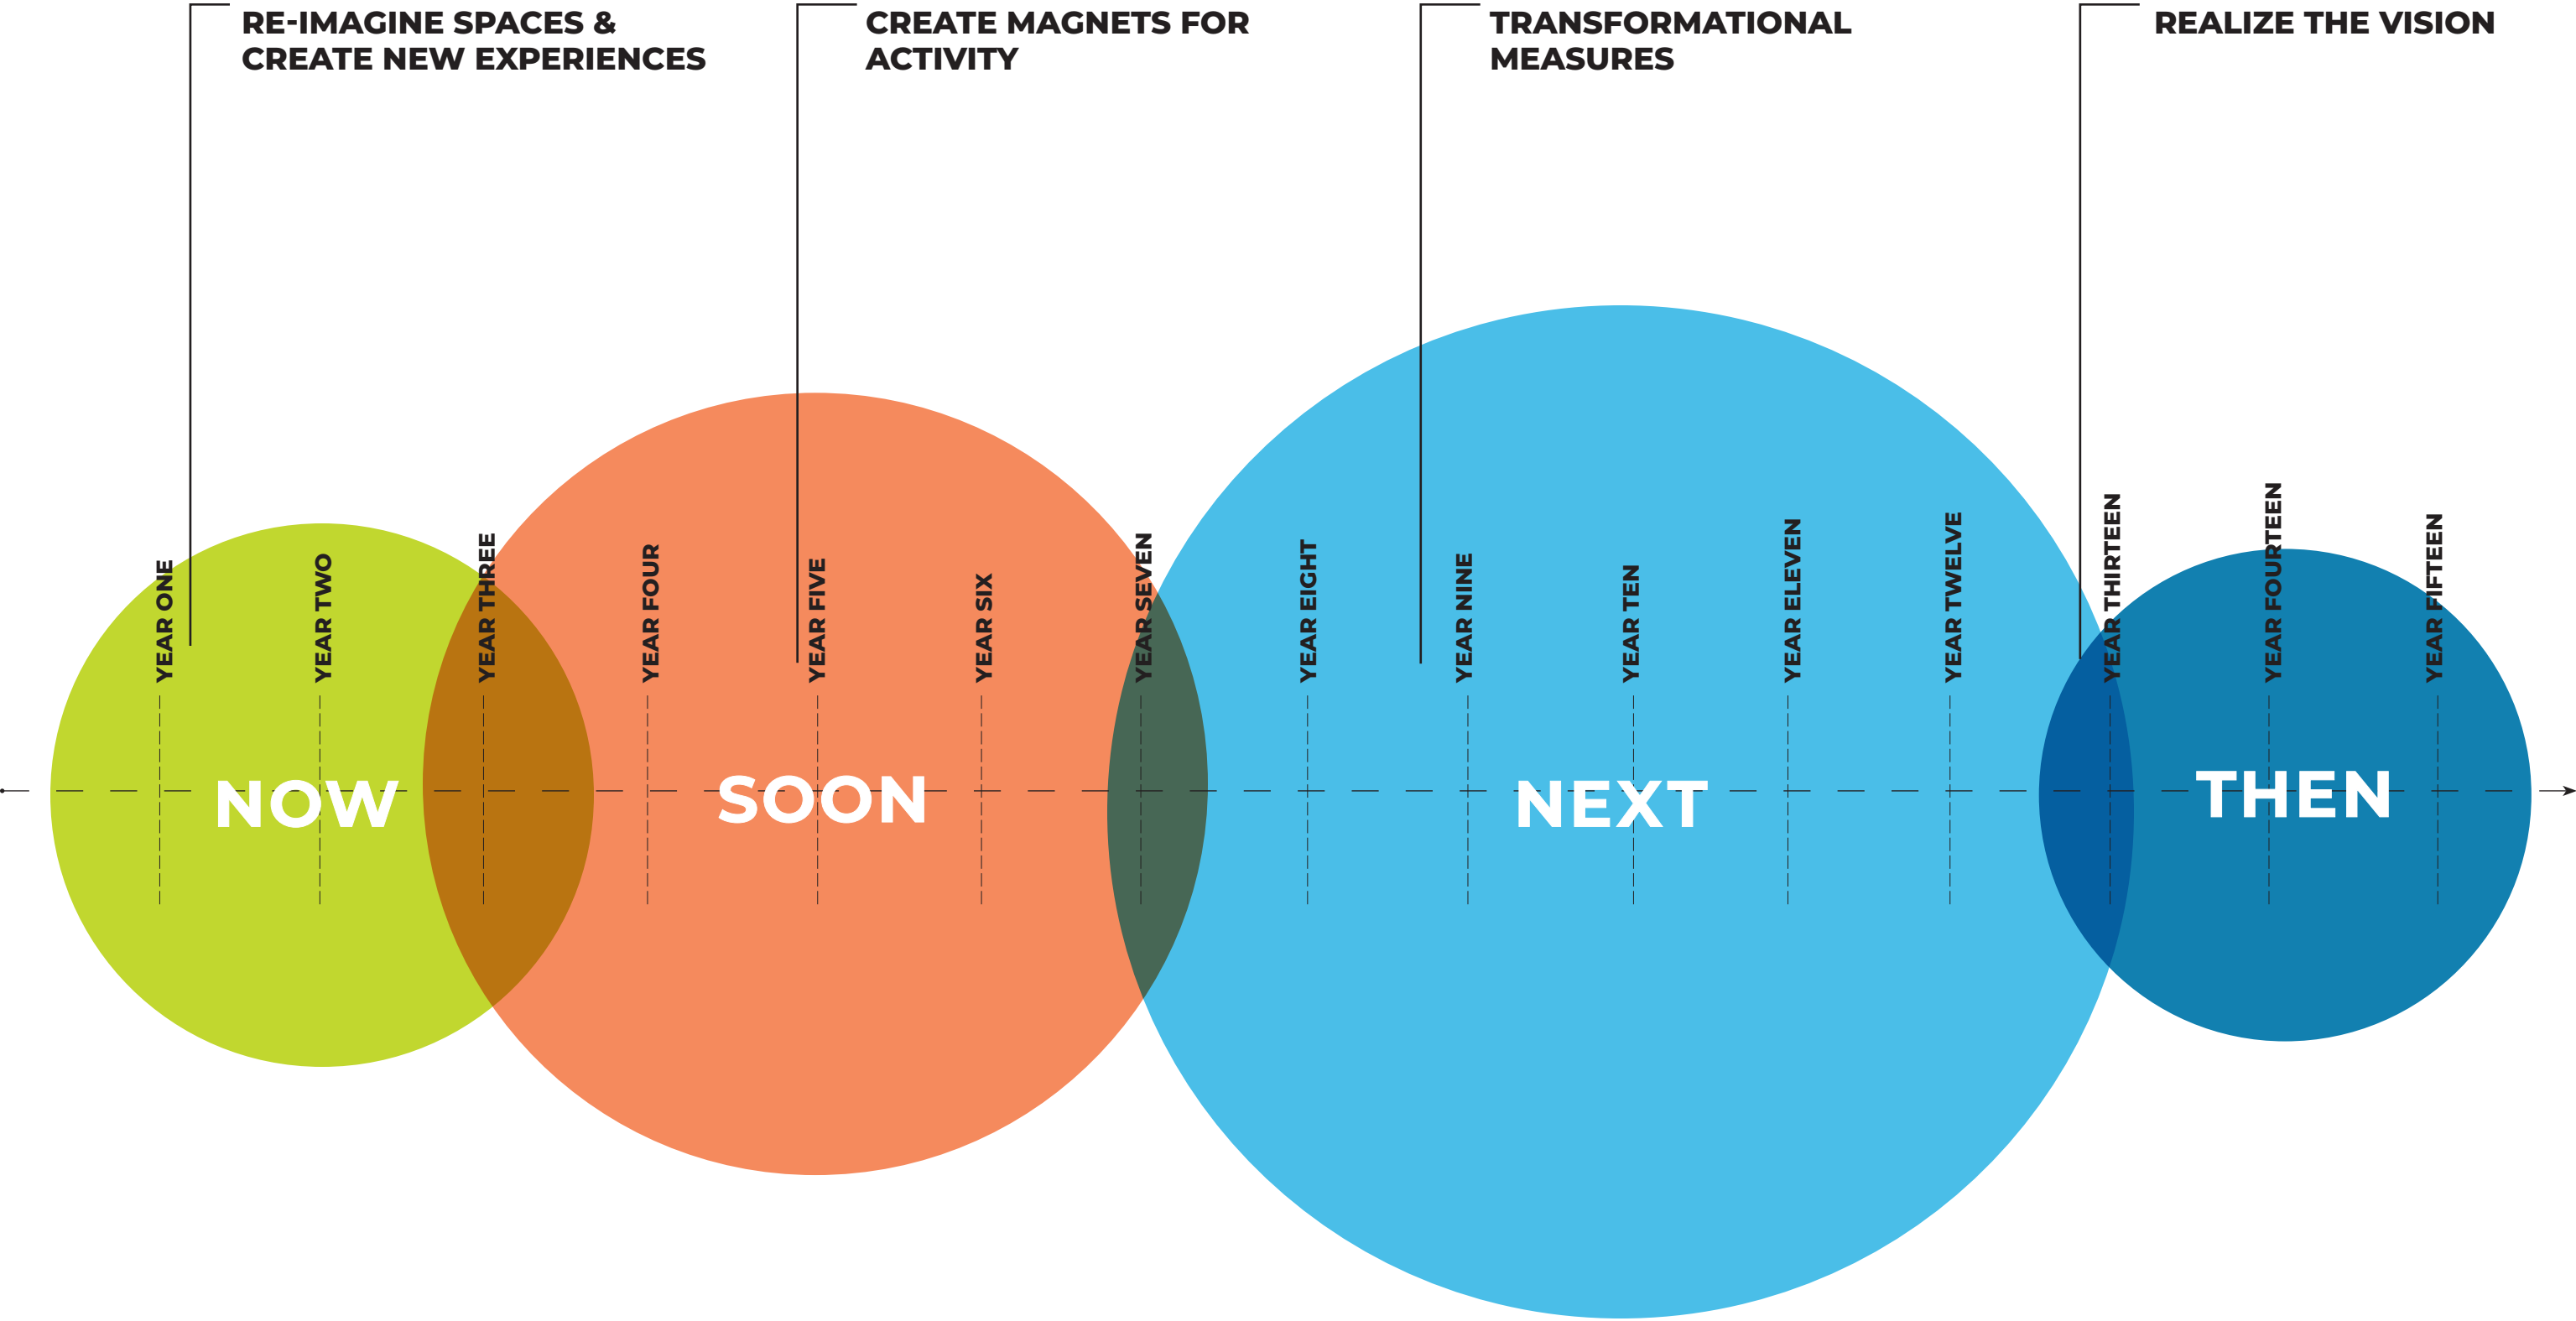 RE-IMAGINE SPACES &
CREATE NEW EXPERIENCES
CREATE MAGNETS FOR
ACTIVITY
TRANSFORMATIONAL
MEASURES
REALIZE THE VISION
YEAR ONE
YEAR TWO
YEAR THREE
YEAR FOUR
YEAR FIVE
YEAR SIX
YEAR SEVEN
YEAR EIGHT
YEAR NINE
YEAR TEN
YEAR ELEVEN
YEAR TWELVE
YEAR THIRTEEN
YEAR FOURTEEN
YEAR FIFTEEN
NOW
SOON
NEXT
THEN